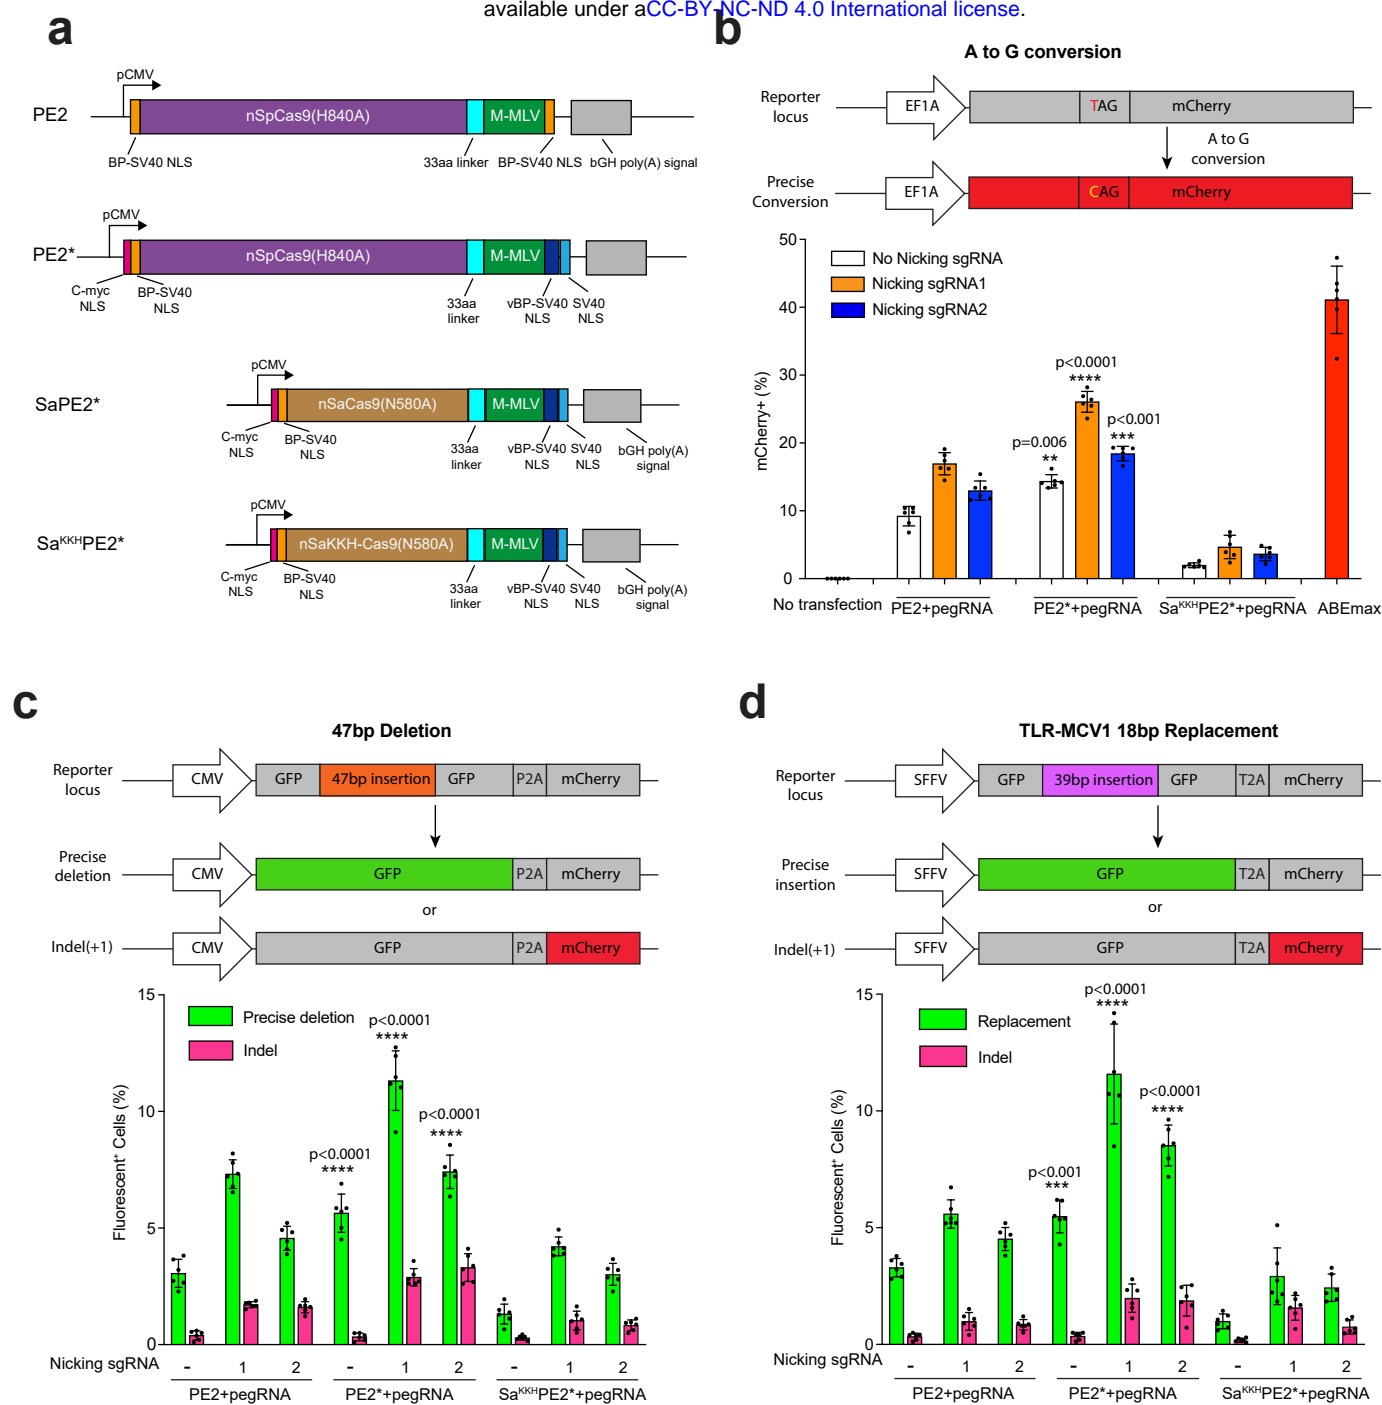 available under aCC-BY-NC-ND 4.0 International license.
a
pCMV
PE2
nSpCas9(H840A)
M-MLV
BP-SV40 NLS
33aa linker
BP-SV40 NLS
bGH poly(A) signal
pCMV
PE2*
nSpCas9(H840A)
M-MLV
C-myc
NLS
BP-SV40
NLS
33aa
linker
vBP-SV40
NLS
SV40
NLS
pCMV
SaPE2*
nSaCas9(N580A)
M-MLV
C-myc
NLS
BP-SV40
NLS
33aa
linker
vBP-SV40
NLS
SV40
NLS
bGH poly(A)
signal
pCMV
SaKKHPE2*
nSaKKH-Cas9(N580A)
M-MLV
C-myc
NLS
BP-SV40
NLS
33aa
linker
vBP-SV40
NLS
SV40
NLS
bGH poly(A)
signal
b
A to G conversion
Reporter
locus
EF1A
TAG
mCherry
A to G
conversion
Precise
Conversion
EF1A
CAG
mCherry
mCherry+ (%)
50
40
30
20
10
0
No Nicking sgRNA
Nicking sgRNA1
Nicking sgRNA2
p=0.006
**
p<0.0001
****
p<0.001
***
No transfection
PE2+pegRNA
PE2*+pegRNA
SaKKHPE2*+pegRNA
ABEmax
c
47bp Deletion
Reporter
locus
CMV
GFP
47bp insertion
GFP
P2A
mCherry
Precise
deletion
CMV
GFP
P2A
mCherry
or
Indel(+1)
CMV
GFP
P2A
mCherry
Fluorescent+ Cells (%)
15
10
5
0
Precise deletion
Indel
p<0.0001
****
p<0.0001
****
p<0.0001
****
Nicking sgRNA
- 1 2 - 1 2 - 1 2
PE2+pegRNA
PE2*+pegRNA
SaKKHPE2*+pegRNA
d
TLR-MCV1 18bp Replacement
Reporter
locus
SFFV
GFP
39bp insertion
GFP
T2A
mCherry
Precise
insertion
SFFV
GFP
T2A
mCherry
or
Indel(+1)
SFFV
GFP
T2A
mCherry
Fluorescent+ Cells (%)
15
10
5
0
Replacement
Indel
p<0.001
***
p<0.0001
****
p<0.0001
****
Nicking sgRNA
- 1 2 - 1 2 - 1 2
PE2+pegRNA
PE2*+pegRNA
SaKKHPE2*+pegRNA